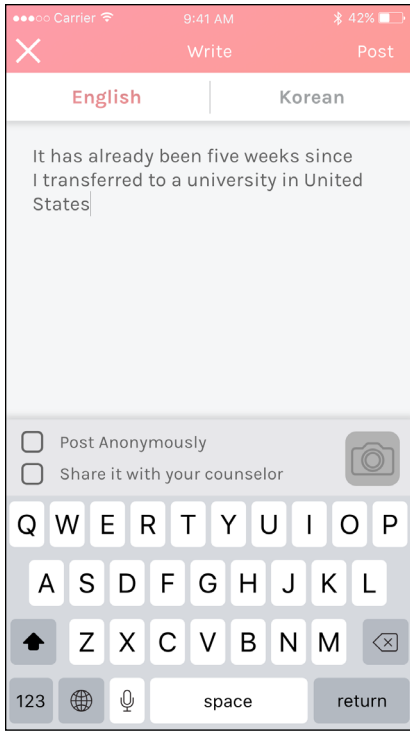 Carrier 9:41 AM 42%
Write Post
English Korean
It has already been five weeks since
I transferred to a university in United
States
Post Anonymously
Share it with your counselor
Q W E R T Y U I O P
A S D F G H J K L
Z X C V B N M
123 space return